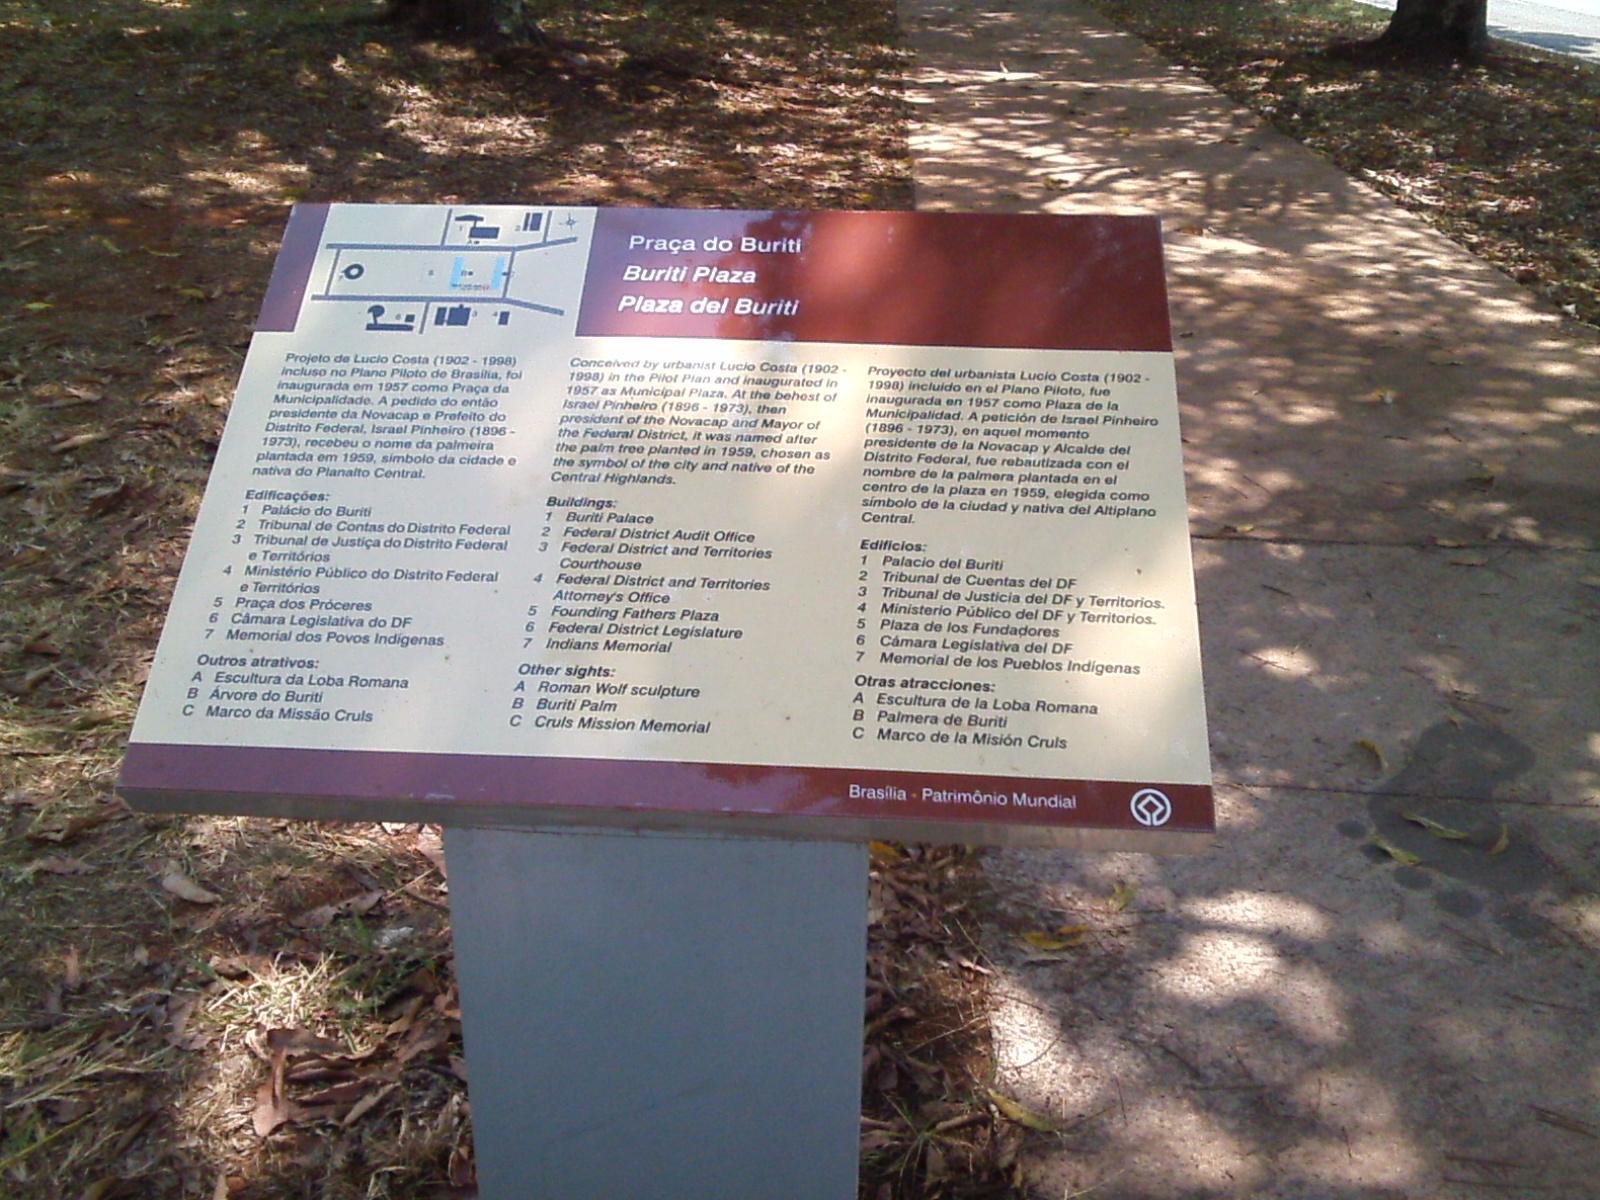 Praça do Buriti
Buriti Plaza
Plaza del Buriti
Projeto de Lucio Costa (1902 - 1998)
incluso no Plano Piloto de Brasília, foi
inaugurada em 1957 como Praça da
Municipalidade. A pedido do então
presidente da Novacap e Prefeito do
Distrito Federal, Israel Pinheiro (1896 -
1973), recebeu o nome da palmeira
plantada em 1959, símbolo da cidade e
nativa do Planalto Central.
Edificações:
1 Palácio do Buriti
2 Tribunal de Contas do Distrito Federal
3 Tribunal de Justiça do Distrito Federal
e Territórios
4 Ministério Público do Distrito Federal
e Territórios
5 Praça dos Próceres
6 Câmara Legislativa do DF
7 Memorial dos Povos Indígenas
Outros atrativos:
A Escultura da Loba Romana
B Árvore do Buriti
C Marco da Missão Cruls
Conceived by urbanist Lucio Costa (1902 -
1998) in the Pilot Plan and inaugurated in
1957 as Municipal Plaza. At the behest of
Israel Pinheiro (1896 - 1973), then
president of the Novacap and Mayor of
the Federal District, it was named after
the palm tree planted in 1959, chosen as
the symbol of the city and native of the
Central Highlands.
Buildings:
1 Buriti Palace
2 Federal District Audit Office
3 Federal District and Territories
Courthouse
4 Federal District and Territories
Attorney's Office
5 Founding Fathers Plaza
6 Federal District Legislature
7 Indians Memorial
Other sights:
A Roman Wolf sculpture
B Buriti Palm
C Cruls Mission Memorial
Proyecto del urbanista Lucio Costa (1902 -
1998) incluido en el Plano Piloto, fue
inaugurada en 1957 como Plaza de la
Municipalidad. A petición de Israel Pinheiro
(1896 - 1973), en aquel momento
presidente de la Novacap y Alcalde del
Distrito Federal, fue rebautizada con el
nombre de la palmera plantada en el
centro de la plaza en 1959, elegida como
símbolo de la ciudad y nativa del Altiplano
Central.
Edificios:
1 Palacio del Buriti
2 Tribunal de Cuentas del DF
3 Tribunal de Justicia del DF y Territorios.
4 Ministerio Público del DF y Territorios.
5 Plaza de los Fundadores
6 Cámara Legislativa del DF
7 Memorial de los Pueblos Indígenas
Otras atracciones:
A Escultura de la Loba Romana
B Palmera de Buriti
C Marco de la Misión Cruls
Brasília - Patrimônio Mundial